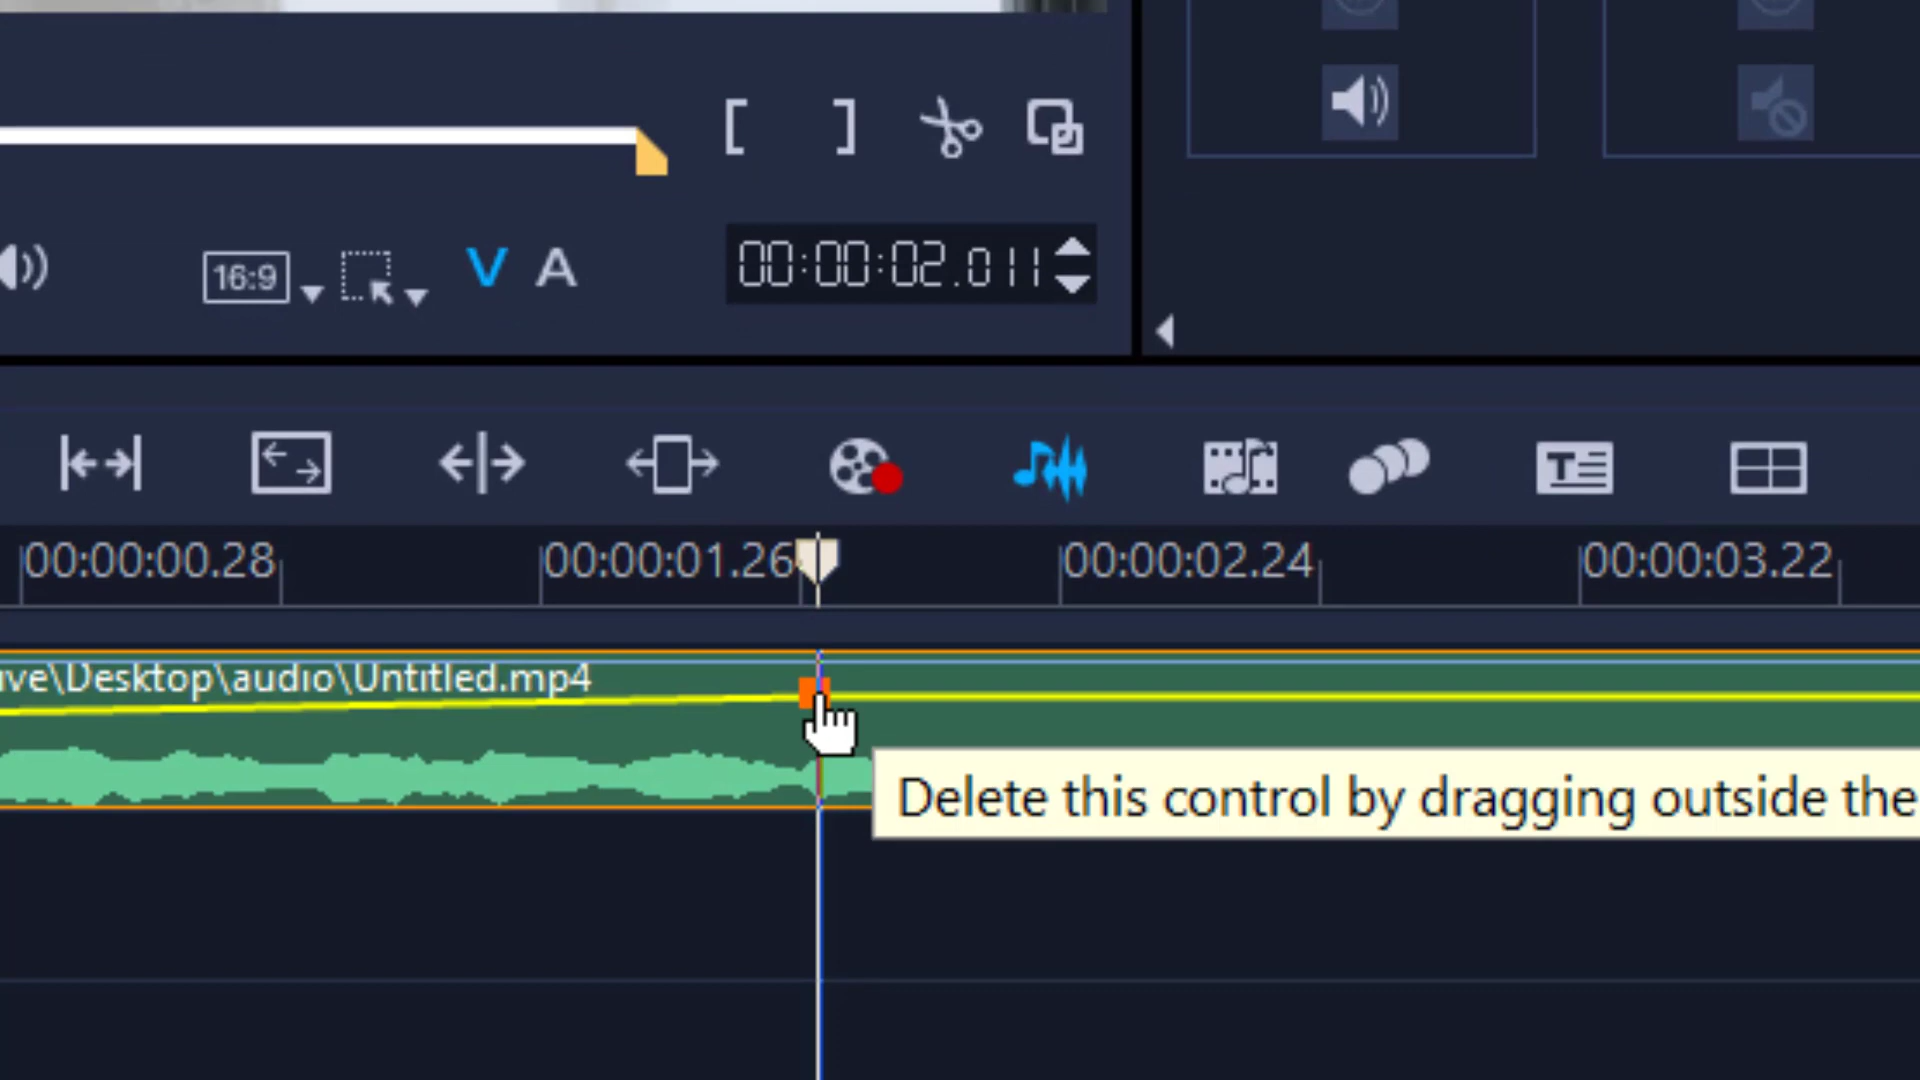 [ ]
16:9 V A 00:00:02.011
00:00:00.28 00:00:01.26 00:00:02.24 00:00:03.22
ive\Desktop\audio\Untitled.mp4
Delete this control by dragging outside the